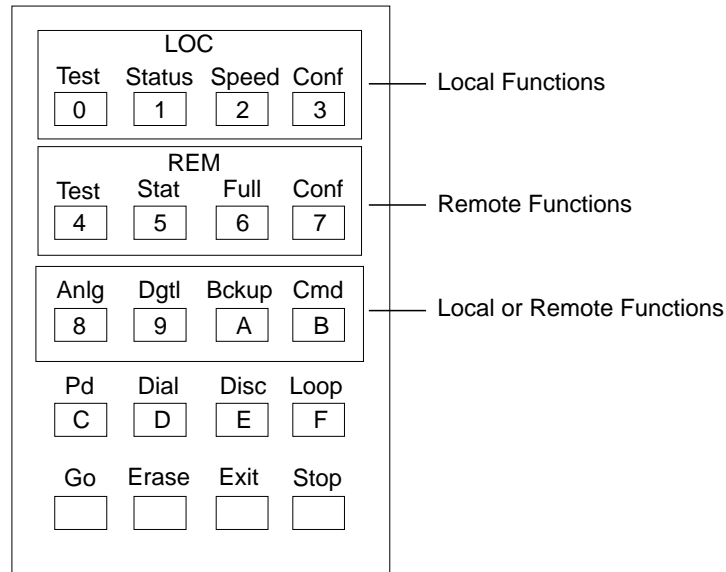 LOC
Test Status Speed Conf
0 1 2 3
Local Functions
REM
Test Stat Full Conf
4 5 6 7
Remote Functions
Anlg Dgtl Bckup Cmd
8 9 A B
Local or Remote Functions
Pd Dial Disc Loop
C D E F
Go Erase Exit Stop